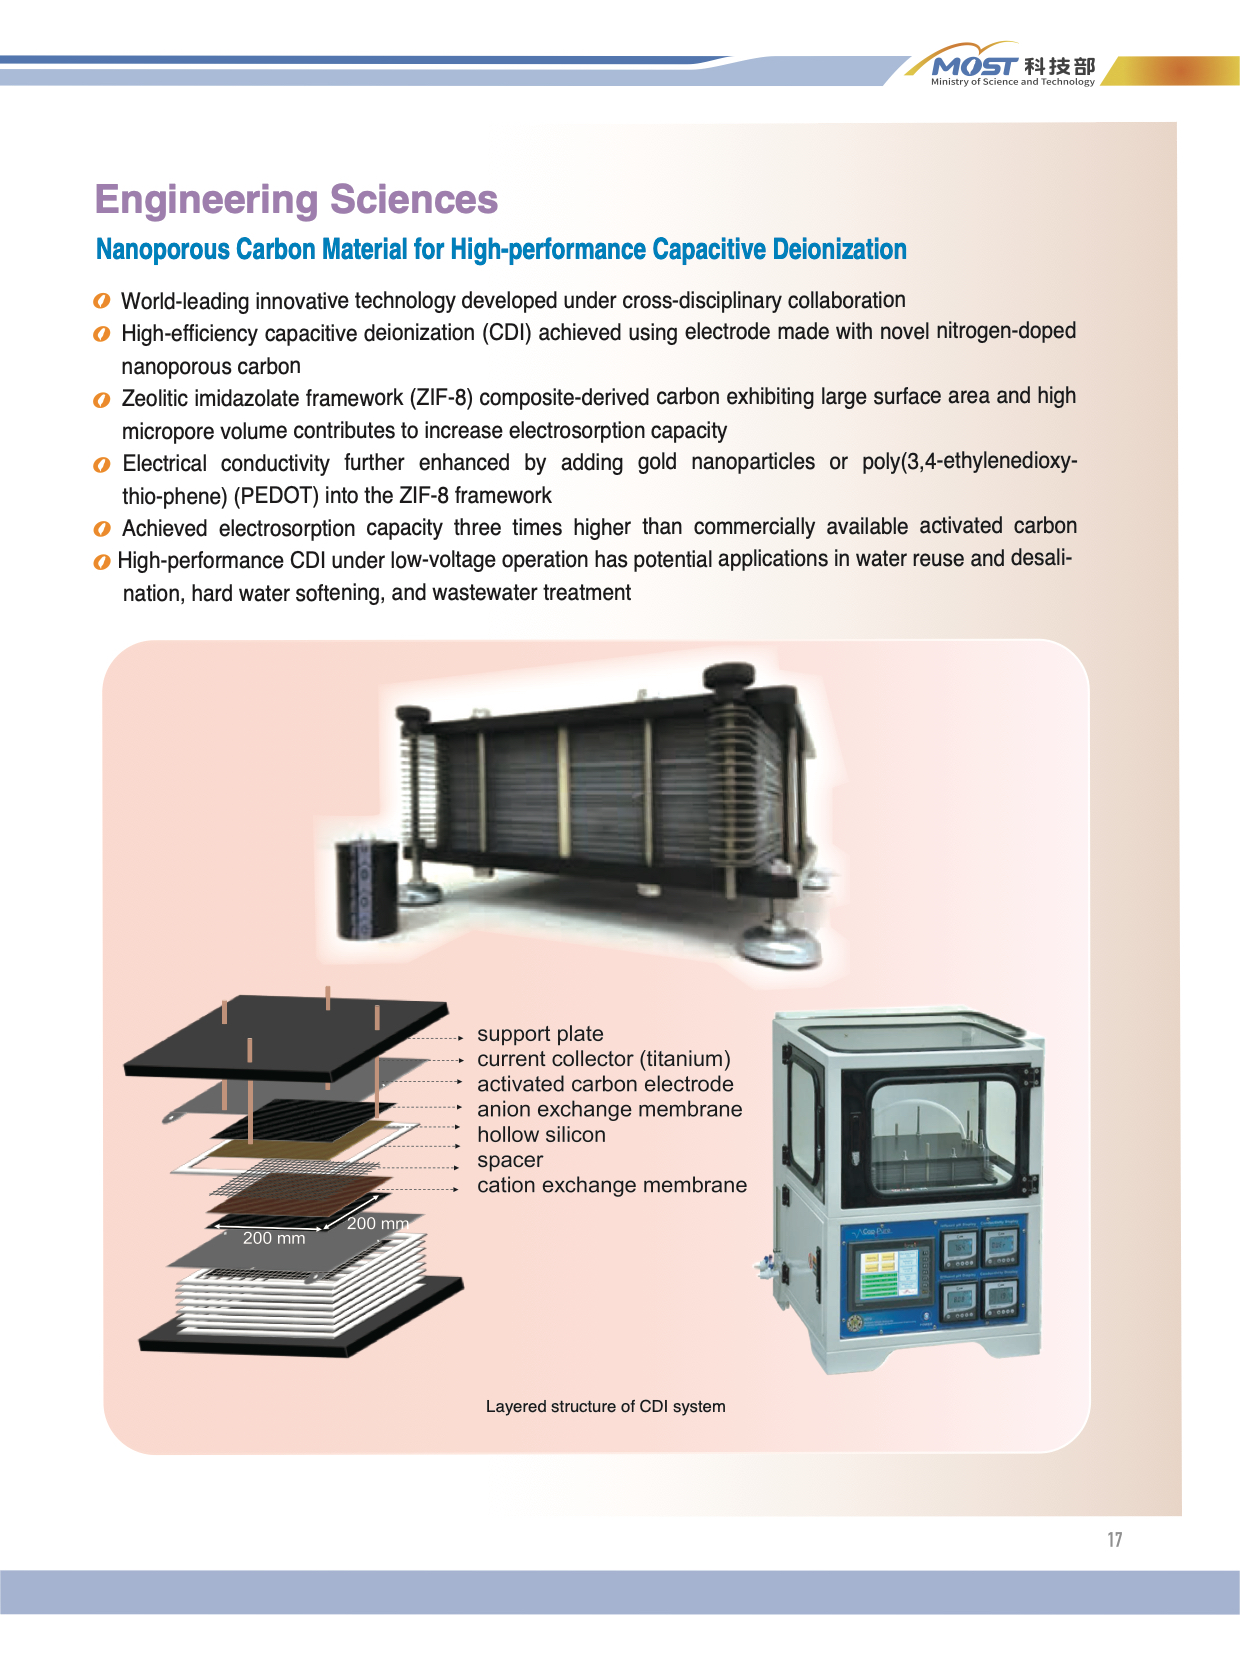 MOST 科技部
Ministry of Science and Technology
Engineering Sciences
Nanoporous Carbon Material for High-performance Capacitive Deionization
World-leading innovative technology developed under cross-disciplinary collaboration
High-efficiency capacitive deionization (CDI) achieved using electrode made with novel nitrogen-doped
nanoporous carbon
Zeolitic imidazolate framework (ZIF-8) composite-derived carbon exhibiting large surface area and high
micropore volume contributes to increase electrosorption capacity
Electrical conductivity further enhanced by adding gold nanoparticles or poly(3,4-ethylenedioxy-
thio-phene) (PEDOT) into the ZIF-8 framework
Achieved electrosorption capacity three times higher than commercially available activated carbon
High-performance CDI under low-voltage operation has potential applications in water reuse and desali-
nation, hard water softening, and wastewater treatment
support plate
current collector (titanium)
activated carbon electrode
anion exchange membrane
hollow silicon
spacer
cation exchange membrane
200 mm
200 mm
Layered structure of CDI system
17